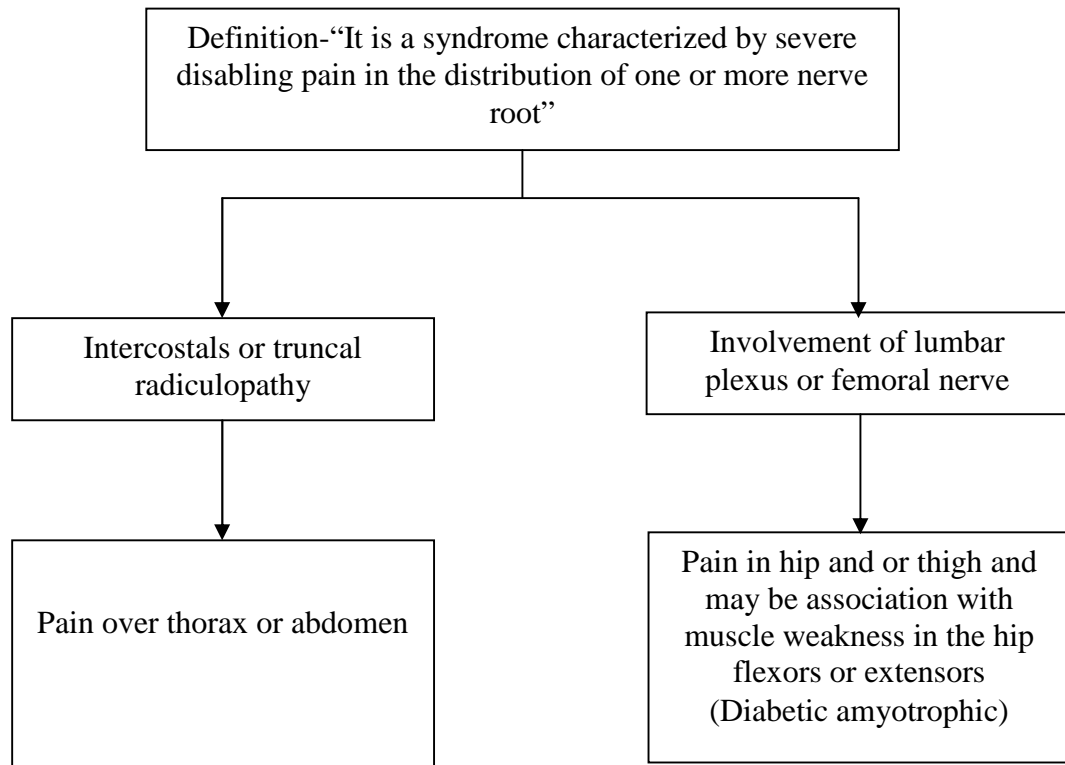 Definition-“It is a syndrome characterized by severe
disabling pain in the distribution of one or more nerve
root”
Intercostals or truncal
radiculopathy
Involvement of lumbar
plexus or femoral nerve
Pain over thorax or abdomen
Pain in hip and or thigh and
may be association with
muscle weakness in the hip
flexors or extensors
(Diabetic amyotrophic)